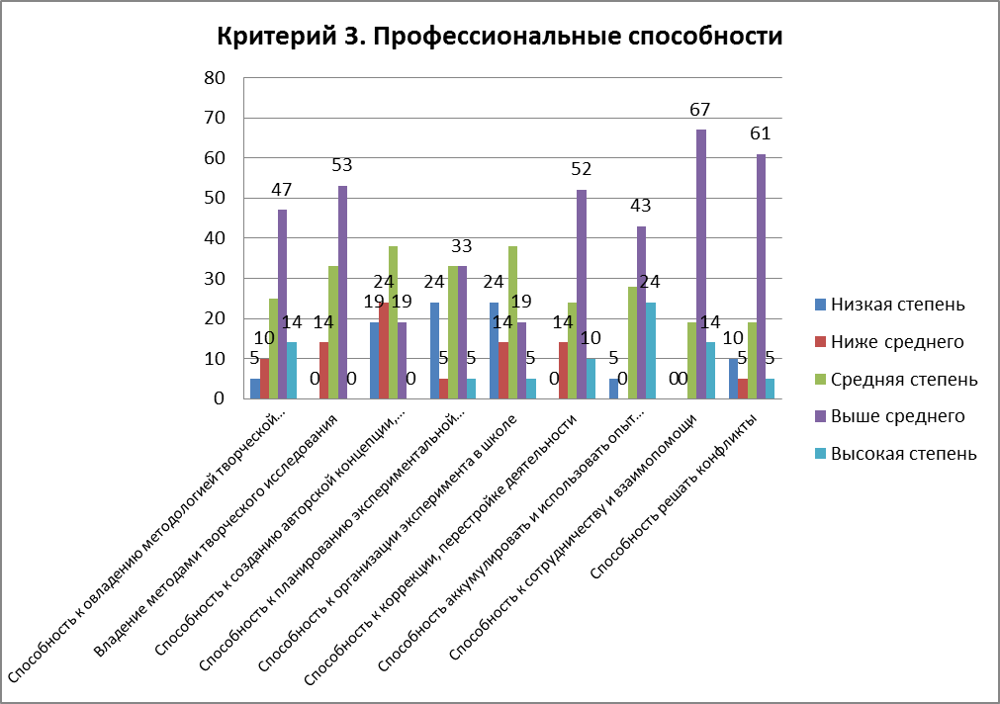 Критерий 3. Профессиональные способности
80
70
60
50
40
30
20
10
0
5 10 47 14
0 14 53 0
19 24 19 0
24 5 33 5
24 14 19 5
0 14 52 10
5 0 43 24
0 0 67 14
10 5 61 5
Способность к овладению методологией творческой…
Владение методами творческого исследования
Способность к созданию авторской концепции,…
Способность к планированию экспериментальной…
Способность к организации эксперимента в школе
Способность к коррекции, перестройке деятельности
Способность аккумулировать и использовать опыт…
Способность к сотрудничеству и взаимопомощи
Способность решать конфликты
Низкая степень
Ниже среднего
Средняя степень
Выше среднего
Высокая степень